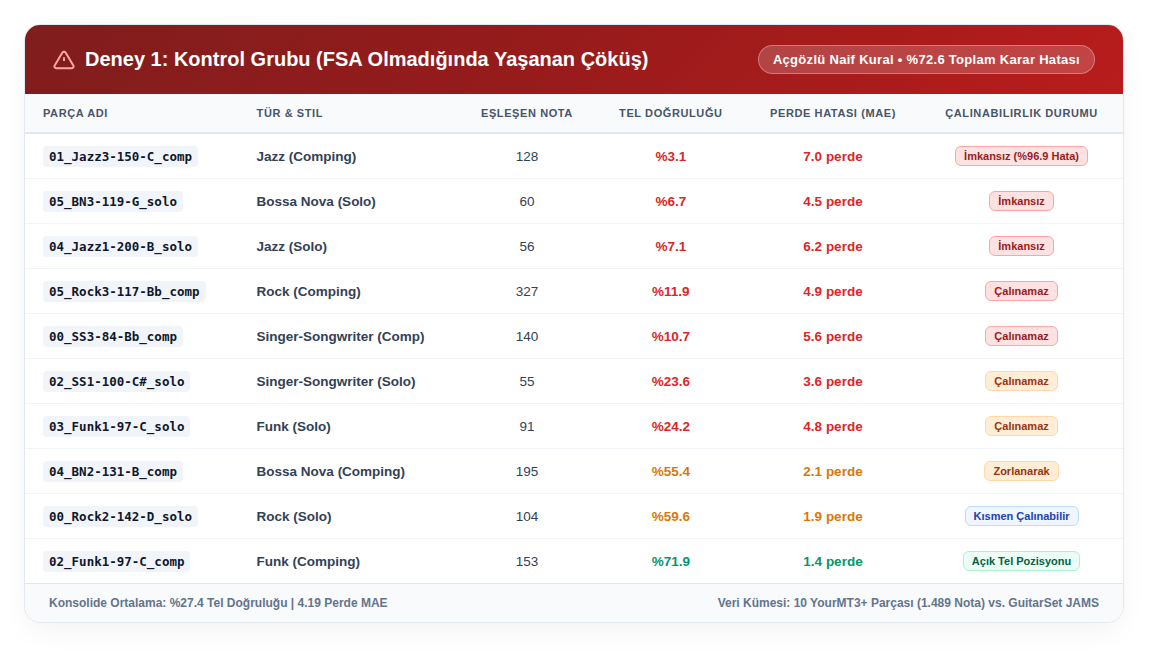 Deney 1: Kontrol Grubu (FSA Olmadığında Yaşanan Çöküş)
Açgözlü Naif Kural • %72.6 Toplam Karar Hatası
PARÇA ADI TÜR & STIL EŞLEŞEN NOTA TEL DOĞRULUĞU PERDE HATASI (MAE) ÇALINABILIRLIK DURUMU
01_Jazz3-150-C_comp Jazz (Comping) 128 %3.1 7.0 perde İmkansız (%96.9 Hata)
05_BN3-119-G_solo Bossa Nova (Solo) 60 %6.7 4.5 perde İmkansız
04_Jazz1-200-B_solo Jazz (Solo) 56 %7.1 6.2 perde İmkansız
05_Rock3-117-Bb_comp Rock (Comping) 327 %11.9 4.9 perde Çalınamaz
00_SS3-84-Bb_comp Singer-Songwriter (Comp) 140 %10.7 5.6 perde Çalınamaz
02_SS1-100-C#_solo Singer-Songwriter (Solo) 55 %23.6 3.6 perde Çalınamaz
03_Funk1-97-C_solo Funk (Solo) 91 %24.2 4.8 perde Çalınamaz
04_BN2-131-B_comp Bossa Nova (Comping) 195 %55.4 2.1 perde Zorlanarak
00_Rock2-142-D_solo Rock (Solo) 104 %59.6 1.9 perde Kısmen Çalınabilir
02_Funk1-97-C_comp Funk (Comping) 153 %71.9 1.4 perde Açık Tel Pozisyonu
Konsolide Ortalama: %27.4 Tel Doğruluğu | 4.19 Perde MAE
Veri Kümesi: 10 YourMT3+ Parçası (1.489 Nota) vs. GuitarSet JAMS